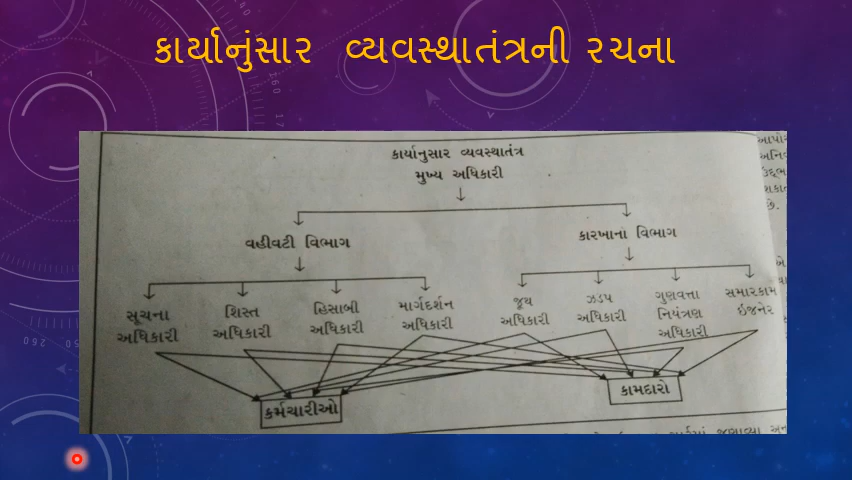 કાર્યાનુંસાર વ્યવસ્થાતંત્રની રચના
કાર્યાનુસાર વ્યવસ્થાતંત્ર
મુખ્ય અધિકારી
વહીવટી વિભાગ
કારખાના વિભાગ
સૂચના અધિકારી
શિસ્ત અધિકારી
હિસાબી અધિકારી
માર્ગદર્શન અધિકારી
જૂથ અધિકારી
ઝડપ અધિકારી
ગુણવત્તા નિયંત્રણ અધિકારી
સમારકામ ઇજનેર
કર્મચારીઓ
કામદારો
છે.
260